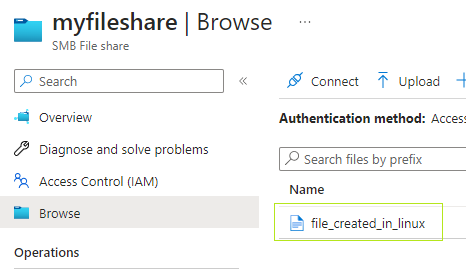 myfileshare | Browse ...
SMB File share
Search
Overview
Diagnose and solve problems
Access Control (IAM)
Browse
Operations
Connect
Upload
Authentication method: Access
Search files by prefix
Name
file_created_in_linux